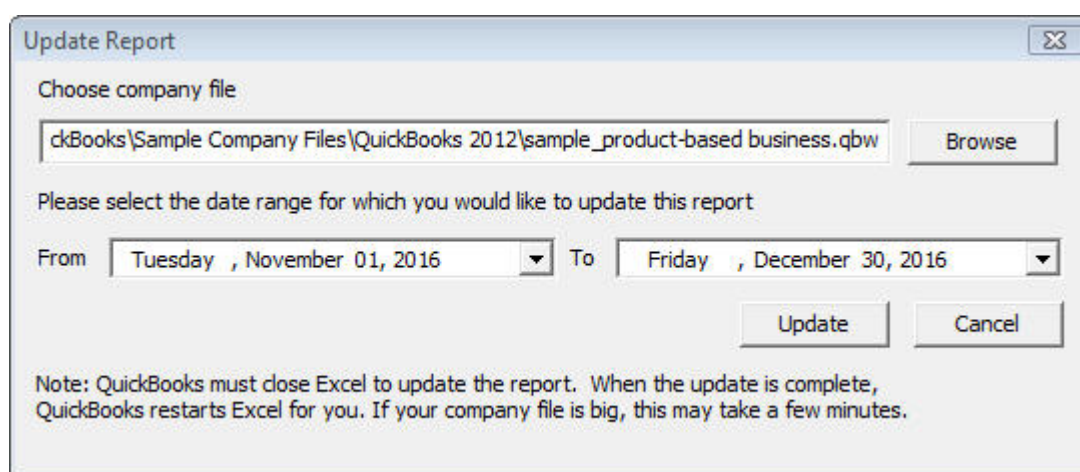 Update Report
Choose company file
ckBooks\Sample Company Files\QuickBooks 2012\sample_product-based business.qbw
Browse
Please select the date range for which you would like to update this report
From Tuesday , November 01, 2016 To Friday , December 30, 2016
Update Cancel
Note: QuickBooks must close Excel to update the report. When the update is complete,
QuickBooks restarts Excel for you. If your company file is big, this may take a few minutes.